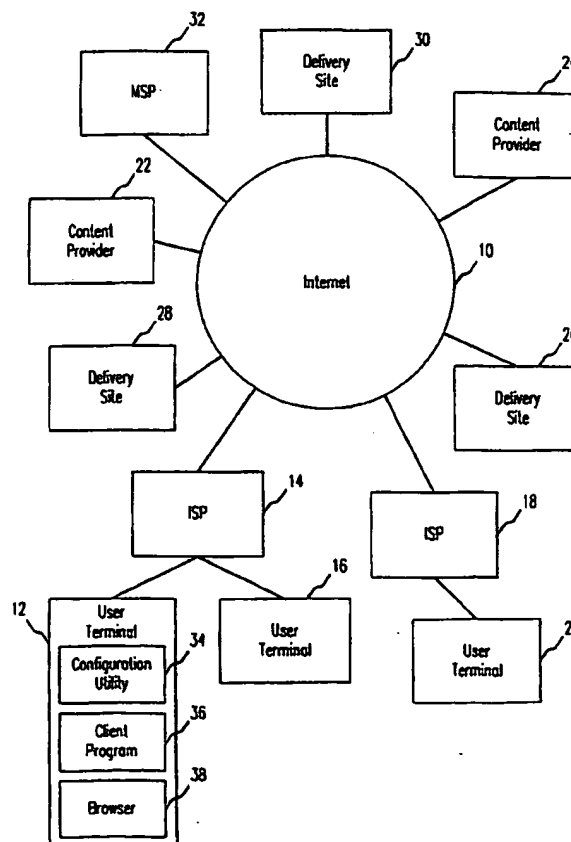 32
MSP
30
Delivery
Site
Content
Provider
22
Content
Provider
10
Internet
28
Delivery
Site
Delivery
Site
14
ISP
18
ISP
12
User
Terminal
34
Configuration
Utility
36
Client
Program
38
Browser
16
User
Terminal
User
Terminal